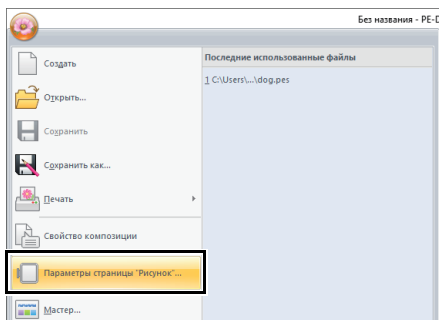 Без названия - PE-D
Создать
Последние использованные файлы
Открыть...
1 C:\Users\...\dog.pes
Сохранить
Сохранить как...
Печать
Свойство композиции
Параметры страницы "Рисунок"...
Мастер...